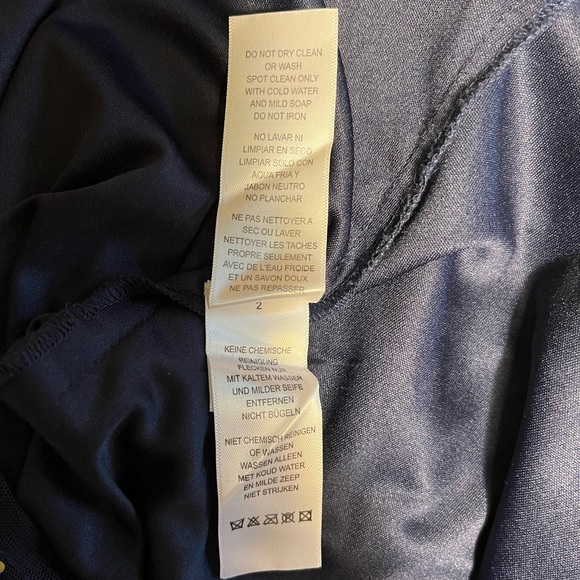 DO NOT DRY CLEAN
OR WASH
SPOT CLEAN ONLY
WITH COLD WATER
AND MILD SOAP
DO NOT IRON
NO LAVAR NI
LIMPIAR EN SECO
LIMPIAR SOLO CON
AQUA FRIA Y
JABON NEUTRO
NO PLANCHAR
NE PAS NETTOYER A
SEC OU LAVER
NETTOYER LES TACHES
PROPRE SEULEMENT
AVEC DE L'EAU FROIDE
ET UN SAVON DOUX
NE PAS REPASSER
2
KEINE CHEMISCHE
REINIGUNG
FLECKEN NUR
MIT KALTEM WASSER
UND MILDER SEIFE
ENTFERNEN
NICHT BÜGELN
NIET CHEMISCH REINIGEN
OF WASSEN
WASSEN ALLEEN
MET KOUD WATER
EN MILDE ZEEP
NIET STRIJKEN